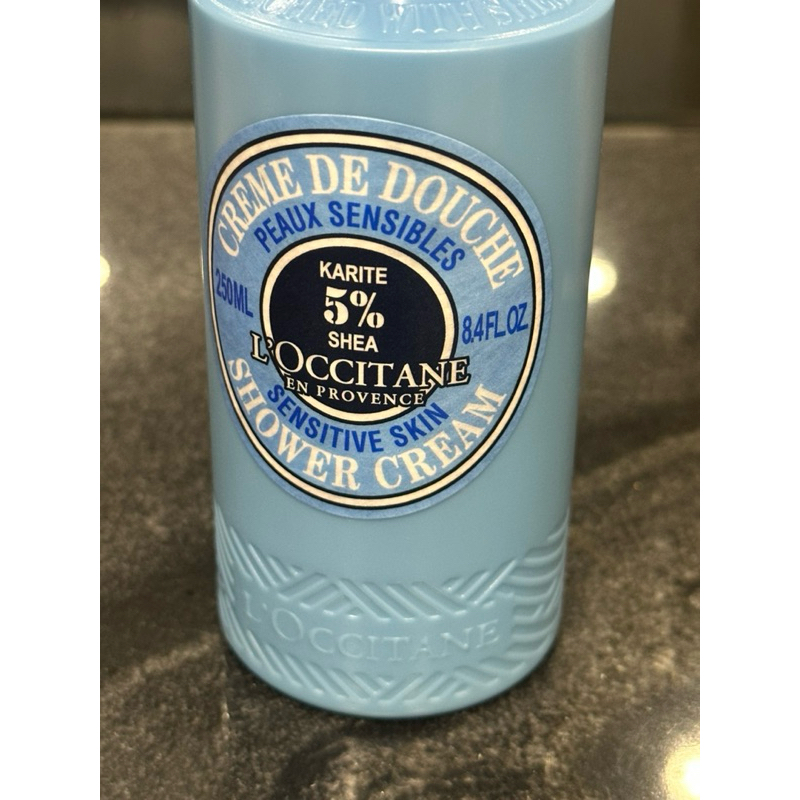 WITH
CREME DE DOUCHE
PEAUX SENSIBLES
250ML
KARITE
5%
SHEA
8.4FL.OZ
L'OCCITANE
EN PROVENCE
SENSITIVE SKIN
SHOWER CREAM
L'OCCITANE